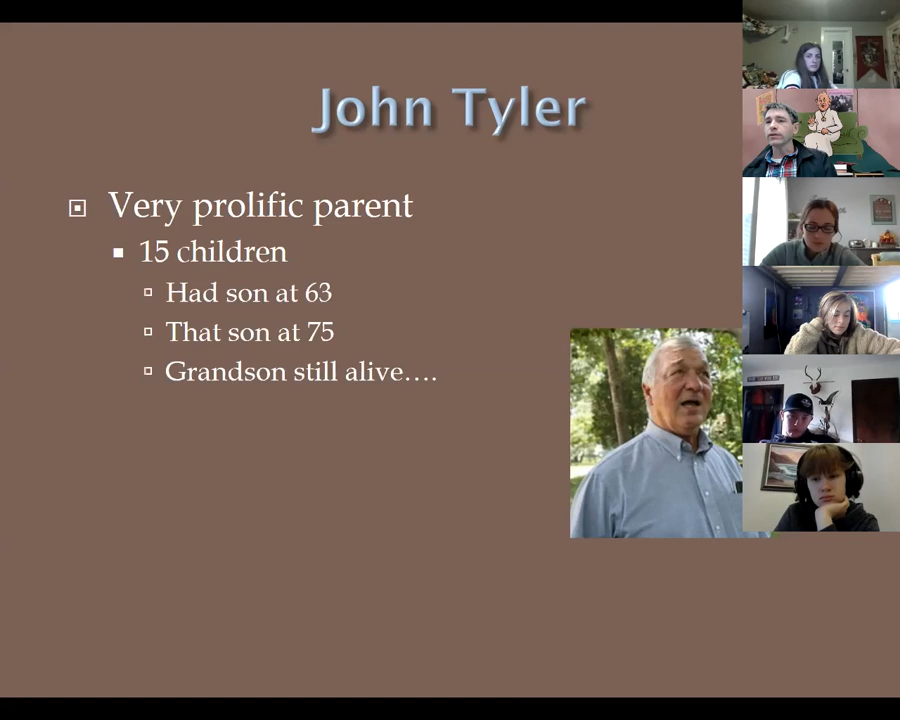 John Tyler
Very prolific parent
15 children
Had son at 63
That son at 75
Grandson still alive….